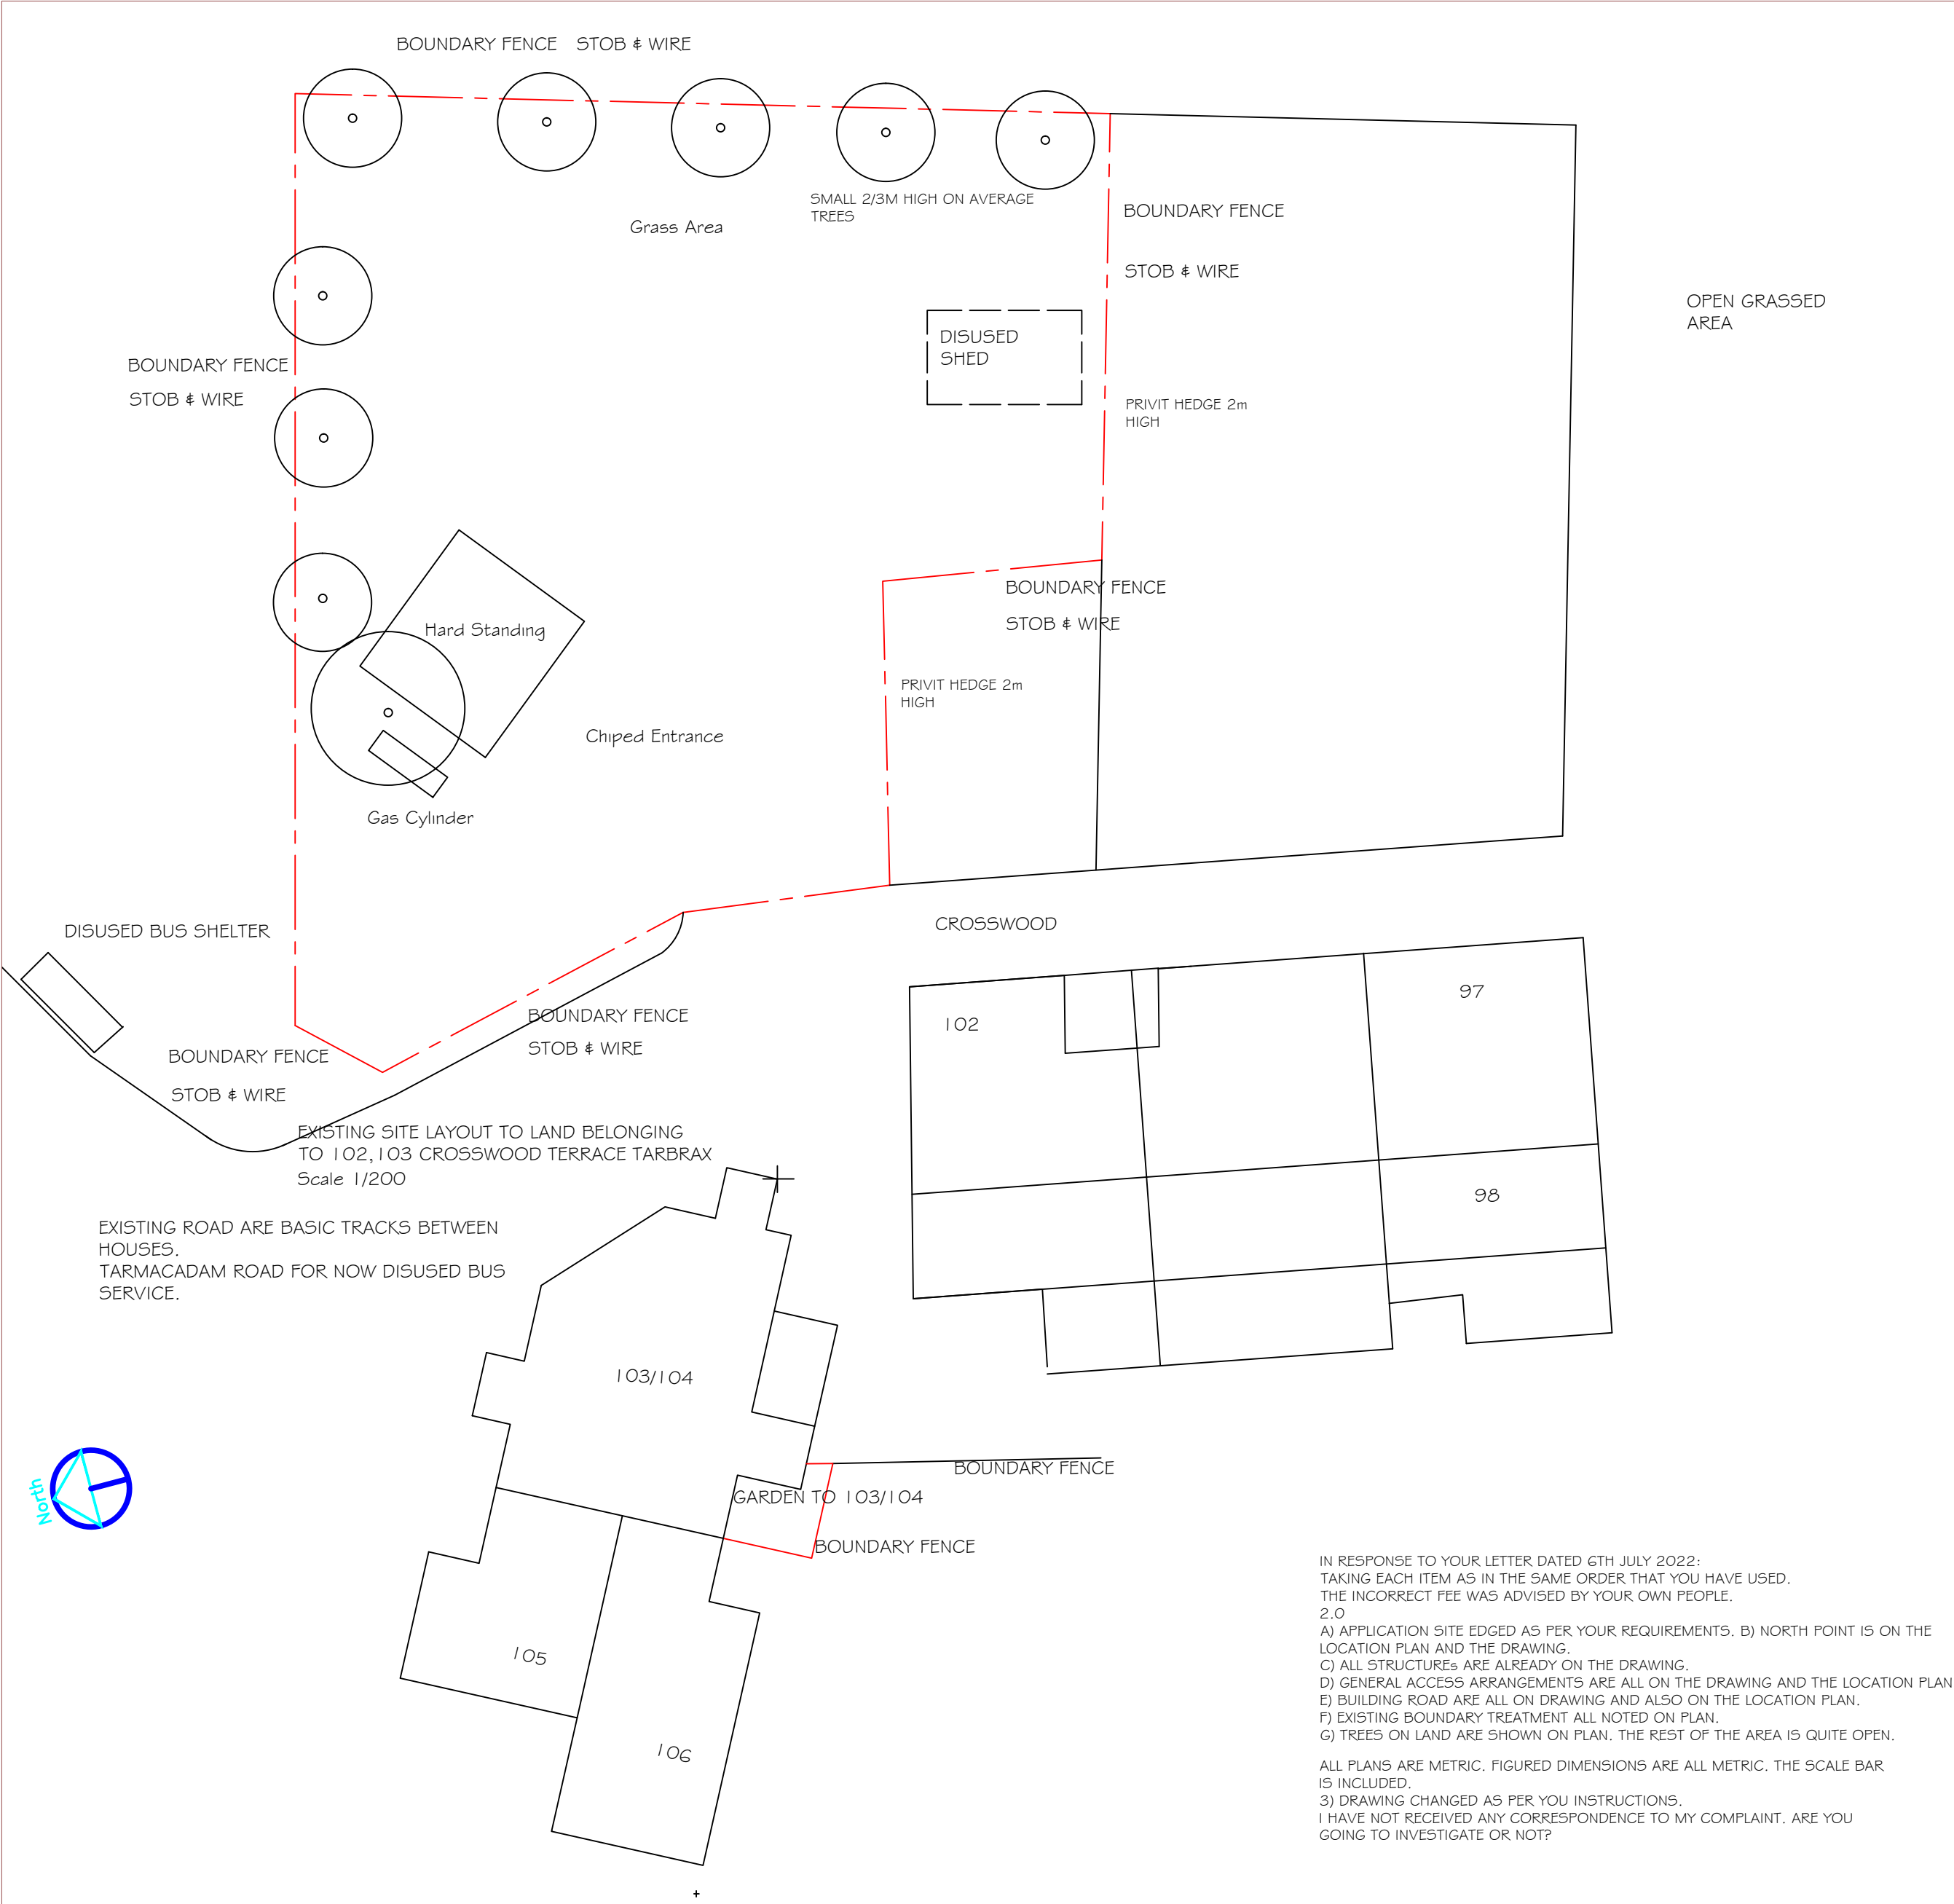 BOUNDARY FENCE STOB & WIRE
SMALL 2/3M HIGH ON AVERAGE
TREES
Grass Area
BOUNDARY FENCE
STOB & WIRE
OPEN GRASSED
AREA
DISUSED
SHED
BOUNDARY FENCE
STOB & WIRE
PRIVIT HEDGE 2m
HIGH
BOUNDARY FENCE
STOB & WIRE
Hard Standing
PRIVIT HEDGE 2m
HIGH
Chiped Entrance
Gas Cylinder
DISUSED BUS SHELTER
CROSSWOOD
BOUNDARY FENCE
STOB & WIRE
BOUNDARY FENCE
STOB & WIRE
102
97
98
EXISTING SITE LAYOUT TO LAND BELONGING
TO 102,103 CROSSWOOD TERRACE TARBRAX
Scale 1/200
EXISTING ROAD ARE BASIC TRACKS BETWEEN
HOUSES.
TARMACADAM ROAD FOR NOW DISUSED BUS
SERVICE.
103/104
BOUNDARY FENCE
GARDEN TO 103/104
BOUNDARY FENCE
North
105
106
IN RESPONSE TO YOUR LETTER DATED 6TH JULY 2022:
TAKING EACH ITEM AS IN THE SAME ORDER THAT YOU HAVE USED.
THE INCORRECT FEE WAS ADVISED BY YOUR OWN PEOPLE.
2.0
A) APPLICATION SITE EDGED AS PER YOUR REQUIREMENTS. B) NORTH POINT IS ON THE
LOCATION PLAN AND THE DRAWING.
C) ALL STRUCTUREs ARE ALREADY ON THE DRAWING.
D) GENERAL ACCESS ARRANGEMENTS ARE ALL ON THE DRAWING AND THE LOCATION PLAN
E) BUILDING ROAD ARE ALL ON DRAWING AND ALSO ON THE LOCATION PLAN.
F) EXISTING BOUNDARY TREATMENT ALL NOTED ON PLAN.
G) TREES ON LAND ARE SHOWN ON PLAN. THE REST OF THE AREA IS QUITE OPEN.
ALL PLANS ARE METRIC. FIGURED DIMENSIONS ARE ALL METRIC. THE SCALE BAR
IS INCLUDED.
3) DRAWING CHANGED AS PER YOU INSTRUCTIONS.
I HAVE NOT RECEIVED ANY CORRESPONDENCE TO MY COMPLAINT. ARE YOU
GOING TO INVESTIGATE OR NOT?